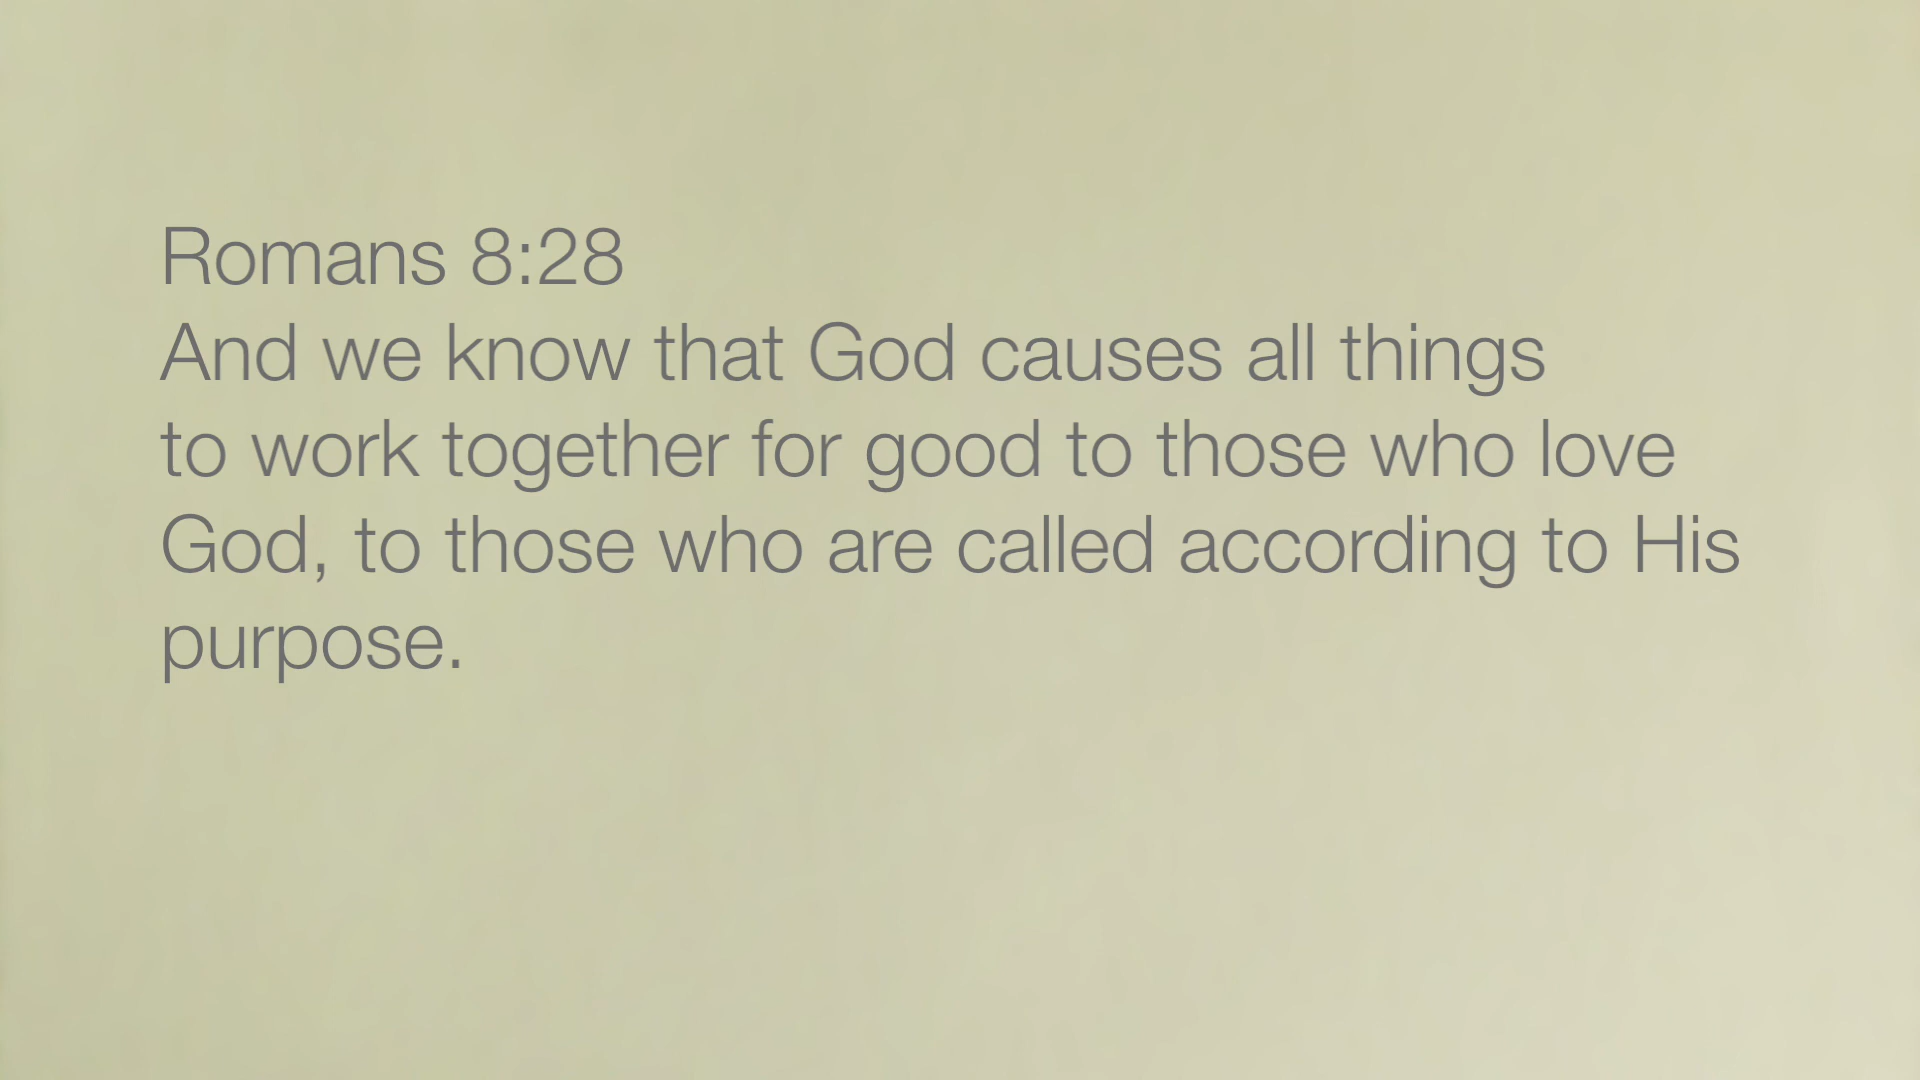 Romans 8:28
And we know that God causes all things
to work together for good to those who love
God, to those who are called according to His
purpose.